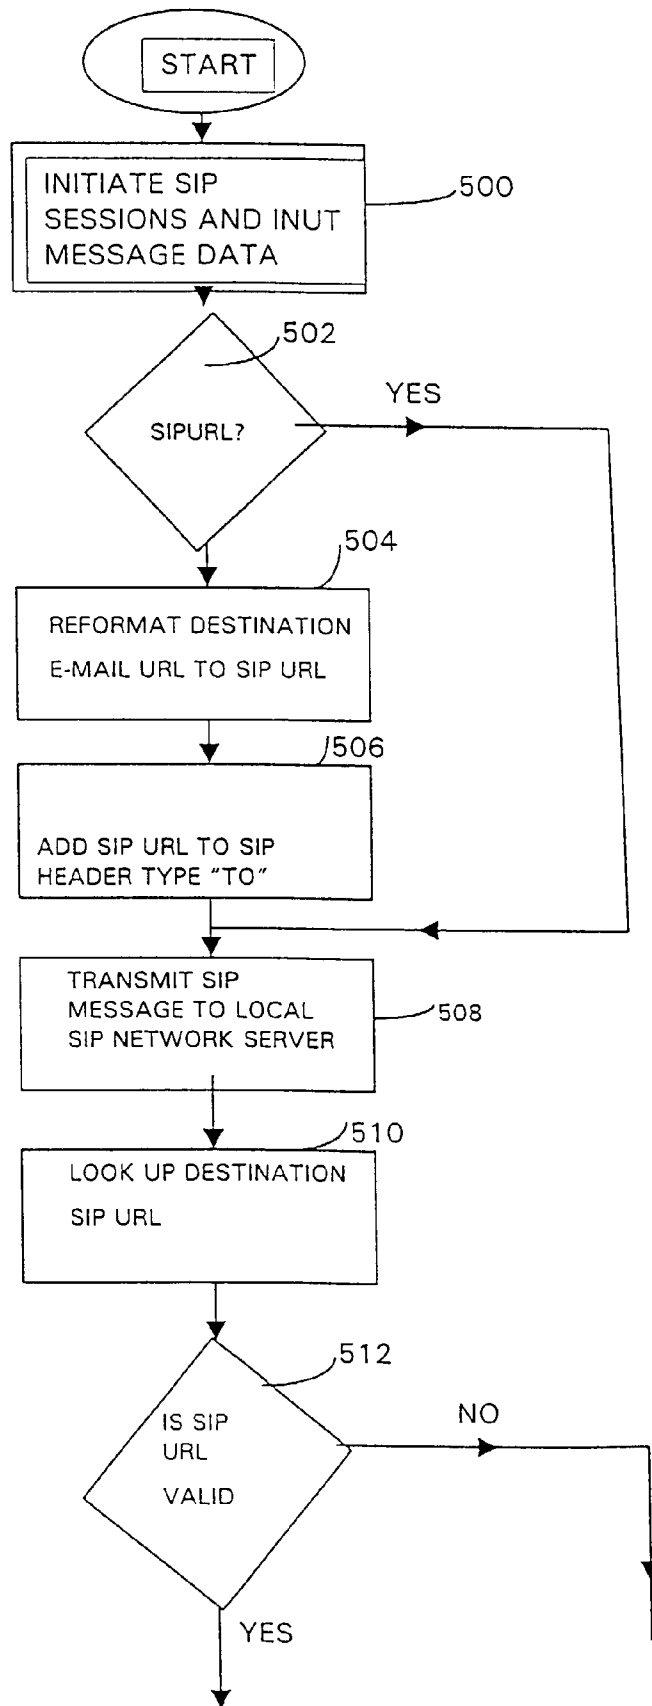 START
INITIATE SIP
SESSIONS AND INUT
MESSAGE DATA
500
502
YES
SIPURL?
504
REFORMAT DESTINATION
E-MAIL URL TO SIP URL
506
ADD SIP URL TO SIP
HEADER TYPE "TO"
TRANSMIT SIP
MESSAGE TO LOCAL
SIP NETWORK SERVER
508
510
LOOK UP DESTINATION
SIP URL
512
IS SIP
URL
VALID
NO
YES